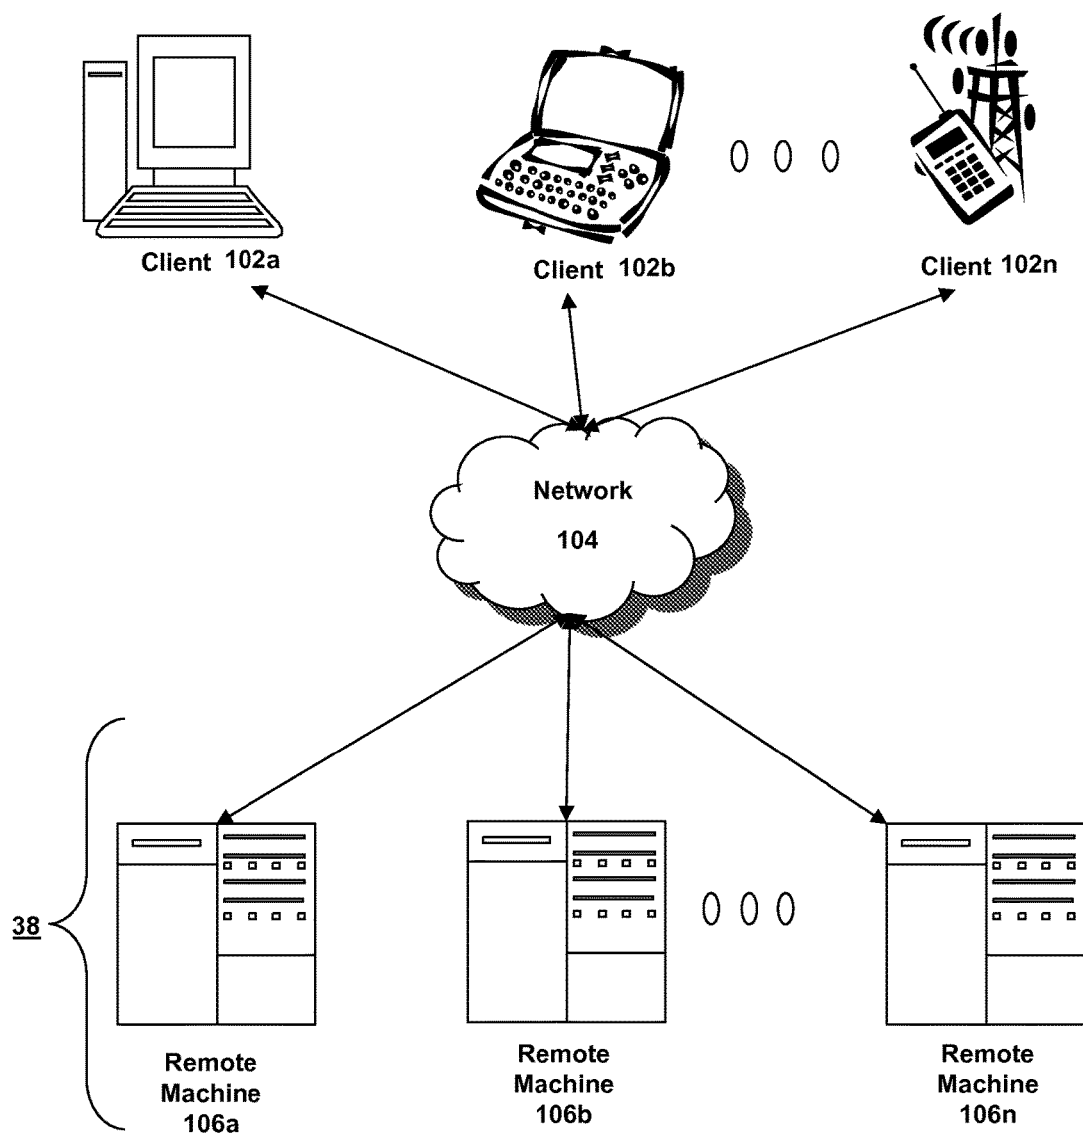 Client 102a
Client 102b
Client 102n
Network
104
38
Remote
Machine
106a
Remote
Machine
106b
Remote
Machine
106n